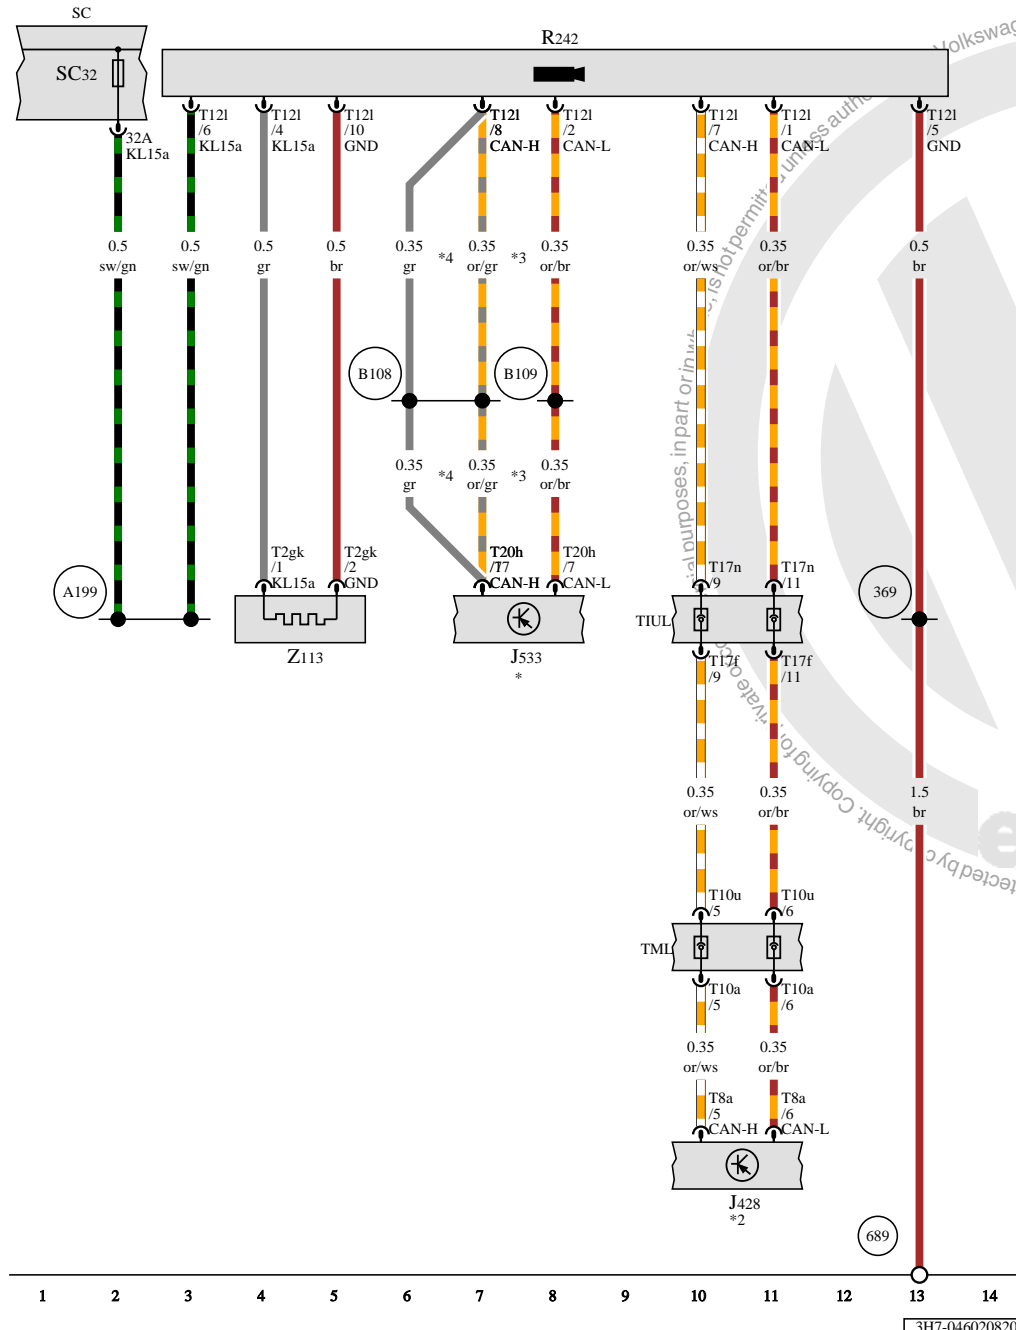 SC
R242
SC32
32A
KL15a
T12l
/6
KL15a
T12l
/4
KL15a
T12l
/10
GND
T12l
/8
CAN-H
T12l
/2
CAN-L
T12l
/7
CAN-H
T12l
/1
CAN-L
T12l
/5
GND
0.5
sw/gn
0.5
sw/gn
0.5
gr
0.5
br
0.35
gr
*4
0.35
or/gr
*3
0.35
or/br
0.35
or/ws
0.35
or/br
0.5
br
B108
B109
0.35
gr
*4
0.35
or/gr
*3
0.35
or/br
A199
T2gk
/1
KL15a
T2gk
/2
GND
T20h
/17
CAN-H
T20h
/7
CAN-L
T17n
/9
T17n
/11
369
Z113
J533
*
TIUL
T17f
/9
T17f
/11
0.35
or/ws
0.35
or/br
1.5
br
T10u
/5
T10u
/6
TML
T10a
/5
T10a
/6
0.35
or/ws
0.35
or/br
T8a
/5
CAN-H
T8a
/6
CAN-L
J428
*2
689
1 2 3 4 5 6 7 8 9 10 11 12 13 14
3H7-046020820